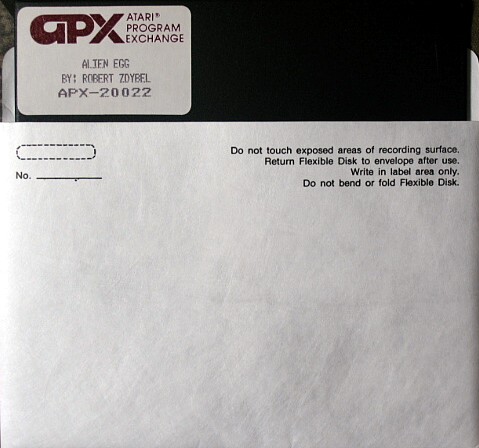 APX ATARI®
PROGRAM
EXCHANGE
ALIEN EGG
BY: ROBERT ZDYBEL
APX-20022
Do not touch exposed areas of recording surface.
Return Flexible Disk to envelope after use.
Write in label area only.
Do not bend or fold Flexible Disk.
No.